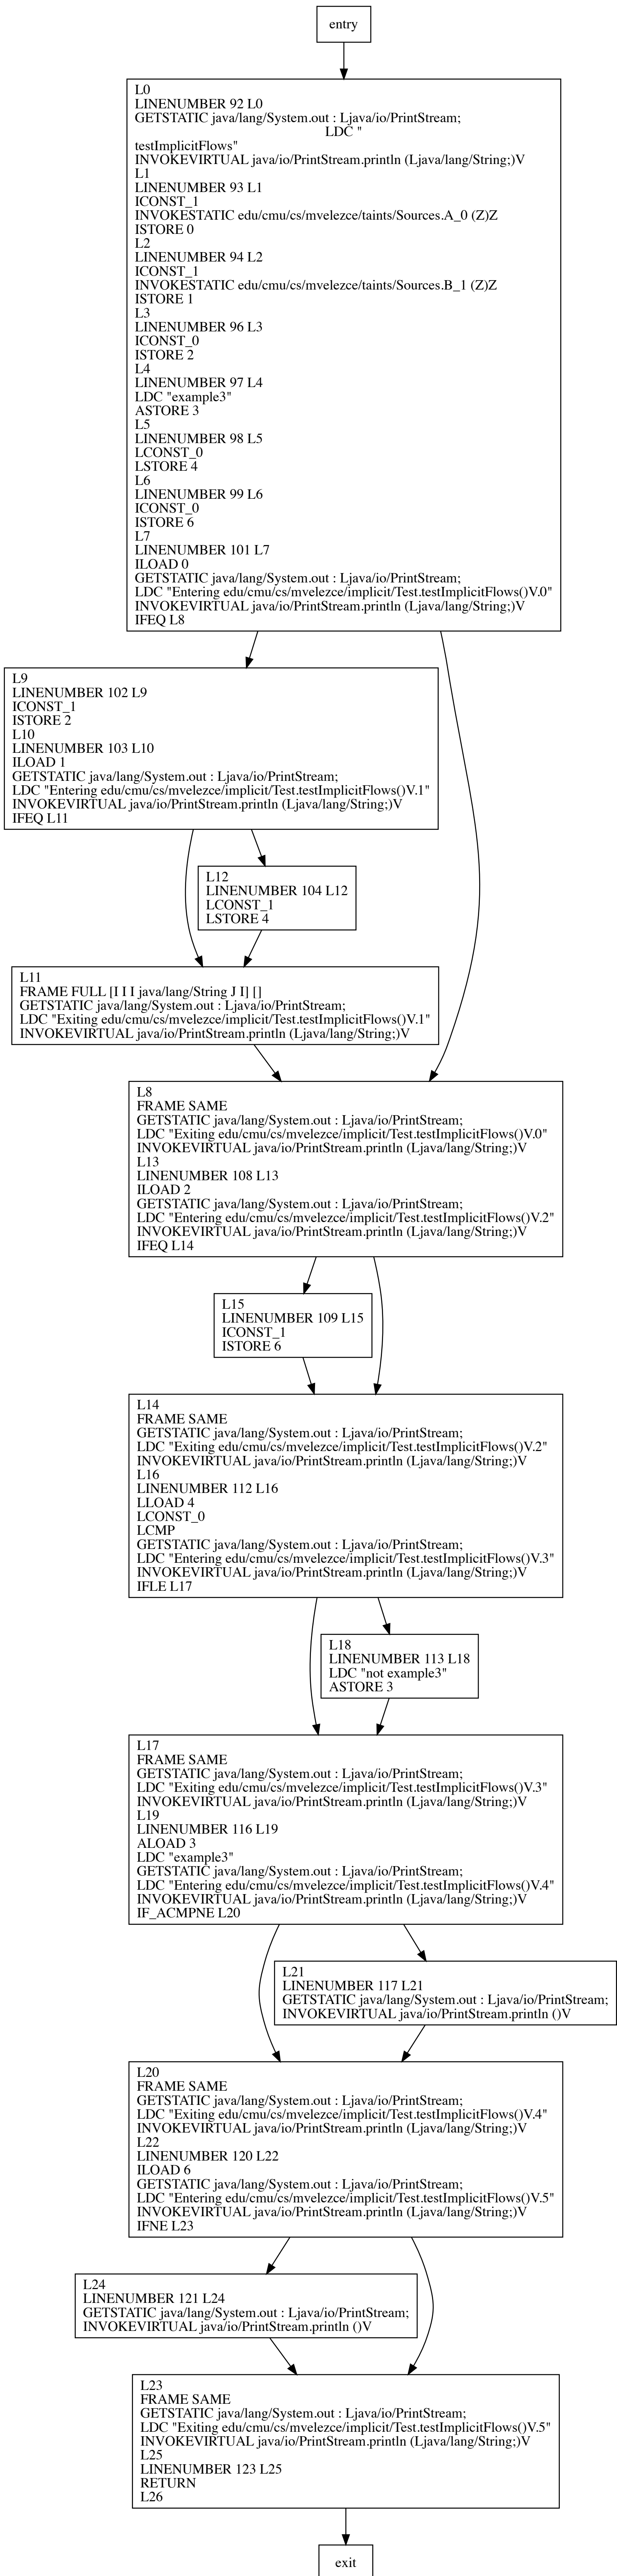 entry
L0
LINENUMBER 92 L0
GETSTATIC java/lang/System.out : Ljava/io/PrintStream;
LDC "
testImplicitFlows"
INVOKEVIRTUAL java/io/PrintStream.println (Ljava/lang/String;)V
L1
LINENUMBER 93 L1
ICONST_1
INVOKESTATIC edu/cmu/cs/mvelezce/taints/Sources.A_0 (Z)Z
ISTORE 0
L2
LINENUMBER 94 L2
ICONST_1
INVOKESTATIC edu/cmu/cs/mvelezce/taints/Sources.B_1 (Z)Z
ISTORE 1
L3
LINENUMBER 96 L3
ICONST_0
ISTORE 2
L4
LINENUMBER 97 L4
LDC "example3"
ASTORE 3
L5
LINENUMBER 98 L5
LCONST_0
LSTORE 4
L6
LINENUMBER 99 L6
ICONST_0
ISTORE 6
L7
LINENUMBER 101 L7
ILOAD 0
GETSTATIC java/lang/System.out : Ljava/io/PrintStream;
LDC "Entering edu/cmu/cs/mvelezce/implicit/Test.testImplicitFlows()V.0"
INVOKEVIRTUAL java/io/PrintStream.println (Ljava/lang/String;)V
IFEQ L8
L9
LINENUMBER 102 L9
ICONST_1
ISTORE 2
L10
LINENUMBER 103 L10
ILOAD 1
GETSTATIC java/lang/System.out : Ljava/io/PrintStream;
LDC "Entering edu/cmu/cs/mvelezce/implicit/Test.testImplicitFlows()V.1"
INVOKEVIRTUAL java/io/PrintStream.println (Ljava/lang/String;)V
IFEQ L11
L12
LINENUMBER 104 L12
LCONST_1
LSTORE 4
L11
FRAME FULL [I I I java/lang/String J I] []
GETSTATIC java/lang/System.out : Ljava/io/PrintStream;
LDC "Exiting edu/cmu/cs/mvelezce/implicit/Test.testImplicitFlows()V.1"
INVOKEVIRTUAL java/io/PrintStream.println (Ljava/lang/String;)V
L8
FRAME SAME
GETSTATIC java/lang/System.out : Ljava/io/PrintStream;
LDC "Exiting edu/cmu/cs/mvelezce/implicit/Test.testImplicitFlows()V.0"
INVOKEVIRTUAL java/io/PrintStream.println (Ljava/lang/String;)V
L13
LINENUMBER 108 L13
ILOAD 2
GETSTATIC java/lang/System.out : Ljava/io/PrintStream;
LDC "Entering edu/cmu/cs/mvelezce/implicit/Test.testImplicitFlows()V.2"
INVOKEVIRTUAL java/io/PrintStream.println (Ljava/lang/String;)V
IFEQ L14
L15
LINENUMBER 109 L15
ICONST_1
ISTORE 6
L14
FRAME SAME
GETSTATIC java/lang/System.out : Ljava/io/PrintStream;
LDC "Exiting edu/cmu/cs/mvelezce/implicit/Test.testImplicitFlows()V.2"
INVOKEVIRTUAL java/io/PrintStream.println (Ljava/lang/String;)V
L16
LINENUMBER 112 L16
LLOAD 4
LCONST_0
LCMP
GETSTATIC java/lang/System.out : Ljava/io/PrintStream;
LDC "Entering edu/cmu/cs/mvelezce/implicit/Test.testImplicitFlows()V.3"
INVOKEVIRTUAL java/io/PrintStream.println (Ljava/lang/String;)V
IFLE L17
L18
LINENUMBER 113 L18
LDC "not example3"
ASTORE 3
L17
FRAME SAME
GETSTATIC java/lang/System.out : Ljava/io/PrintStream;
LDC "Exiting edu/cmu/cs/mvelezce/implicit/Test.testImplicitFlows()V.3"
INVOKEVIRTUAL java/io/PrintStream.println (Ljava/lang/String;)V
L19
LINENUMBER 116 L19
ALOAD 3
LDC "example3"
GETSTATIC java/lang/System.out : Ljava/io/PrintStream;
LDC "Entering edu/cmu/cs/mvelezce/implicit/Test.testImplicitFlows()V.4"
INVOKEVIRTUAL java/io/PrintStream.println (Ljava/lang/String;)V
IF_ACMPNE L20
L21
LINENUMBER 117 L21
GETSTATIC java/lang/System.out : Ljava/io/PrintStream;
INVOKEVIRTUAL java/io/PrintStream.println ()V
L20
FRAME SAME
GETSTATIC java/lang/System.out : Ljava/io/PrintStream;
LDC "Exiting edu/cmu/cs/mvelezce/implicit/Test.testImplicitFlows()V.4"
INVOKEVIRTUAL java/io/PrintStream.println (Ljava/lang/String;)V
L22
LINENUMBER 120 L22
ILOAD 6
GETSTATIC java/lang/System.out : Ljava/io/PrintStream;
LDC "Entering edu/cmu/cs/mvelezce/implicit/Test.testImplicitFlows()V.5"
INVOKEVIRTUAL java/io/PrintStream.println (Ljava/lang/String;)V
IFNE L23
L24
LINENUMBER 121 L24
GETSTATIC java/lang/System.out : Ljava/io/PrintStream;
INVOKEVIRTUAL java/io/PrintStream.println ()V
L23
FRAME SAME
GETSTATIC java/lang/System.out : Ljava/io/PrintStream;
LDC "Exiting edu/cmu/cs/mvelezce/implicit/Test.testImplicitFlows()V.5"
INVOKEVIRTUAL java/io/PrintStream.println (Ljava/lang/String;)V
L25
LINENUMBER 123 L25
RETURN
L26
exit